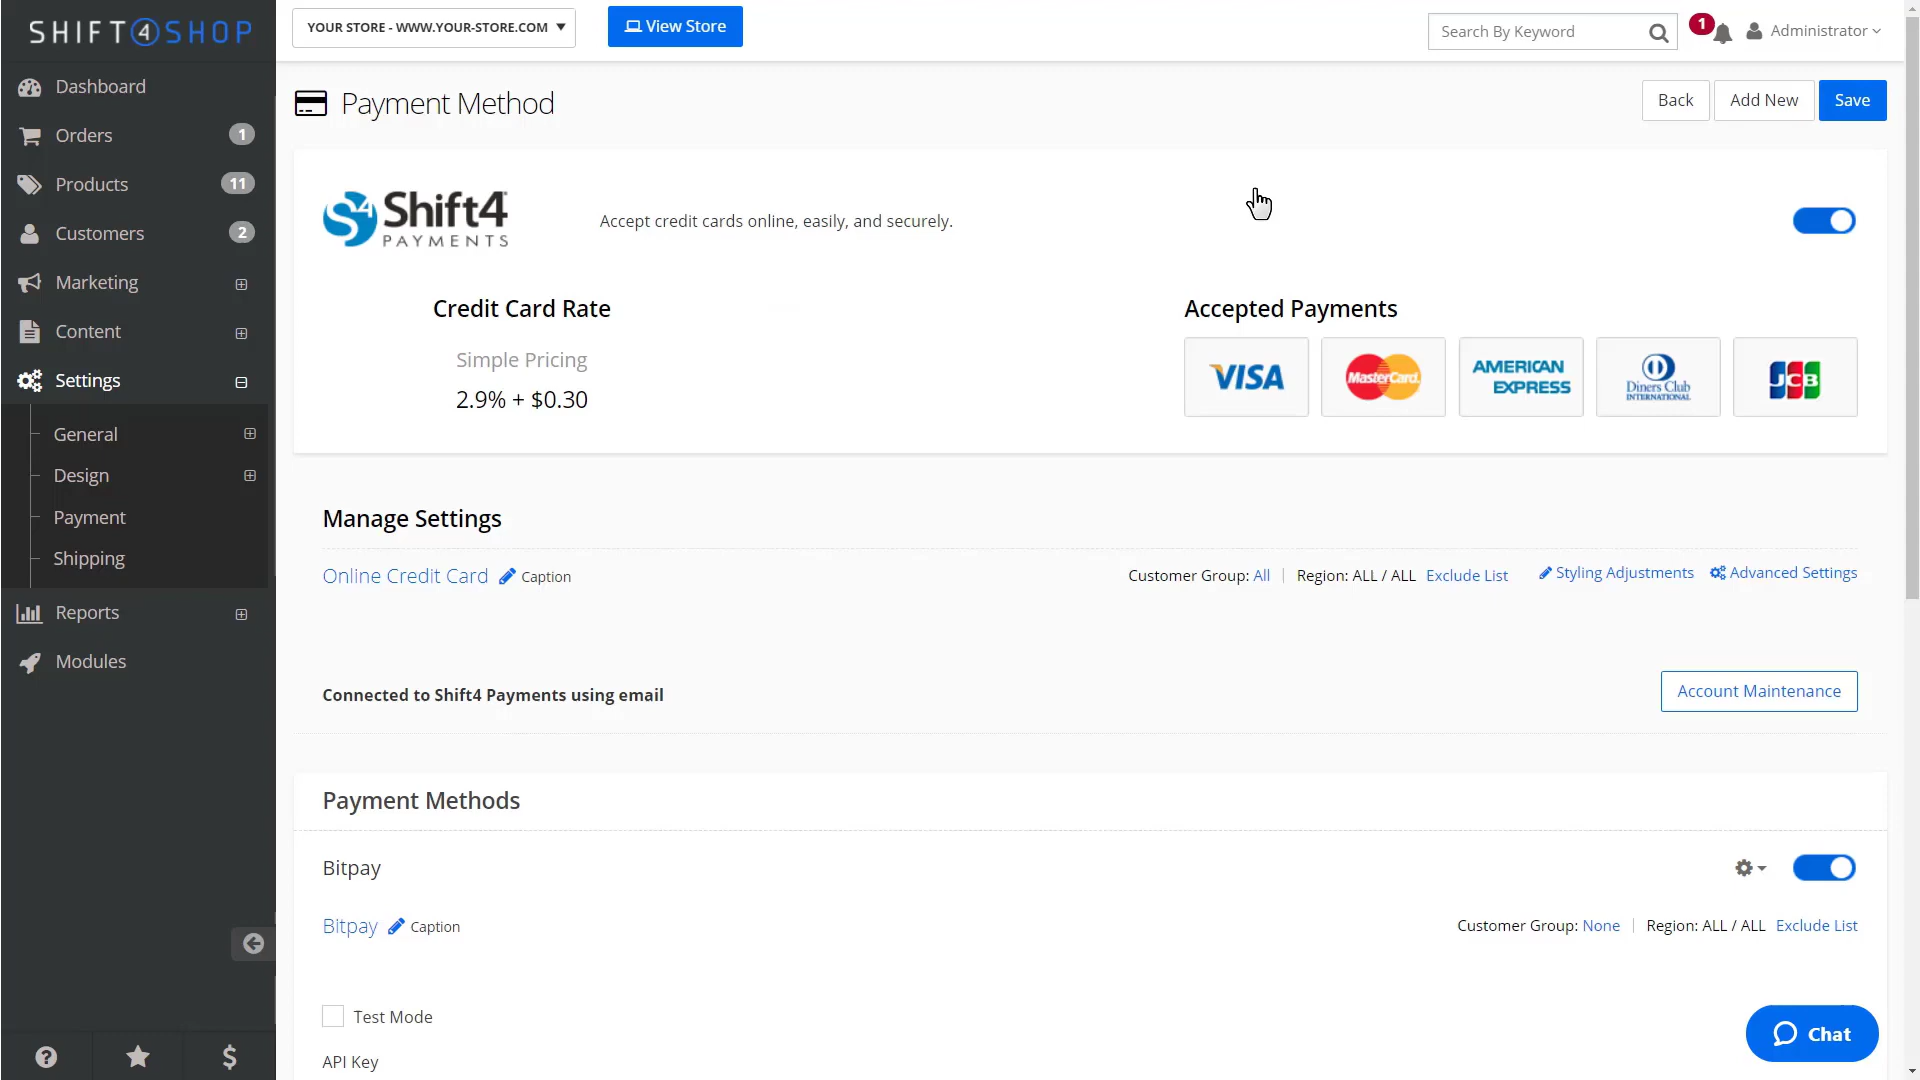 SHIFT4SHOP
YOUR STORE - WWW.YOUR-STORE.COM
View Store
Search By Keyword
1
Administrator
Dashboard
Orders 1
Products 11
Customers 2
Marketing
Content
Settings
General
Design
Payment
Shipping
Reports
Modules
Payment Method
Back
Add New
Save
Shift4
PAYMENTS
Accept credit cards online, easily, and securely.
Credit Card Rate
Simple Pricing
2.9% + $0.30
Accepted Payments
VISA
MasterCard
AMERICAN
EXPRESS
Diners Club
INTERNATIONAL
JCB
Manage Settings
Online Credit Card Caption
Customer Group: All | Region: ALL / ALL Exclude List Styling Adjustments Advanced Settings
Connected to Shift4 Payments using email
Account Maintenance
Payment Methods
Bitpay
Bitpay Caption
Customer Group: None | Region: ALL / ALL Exclude List
Test Mode
API Key
Chat